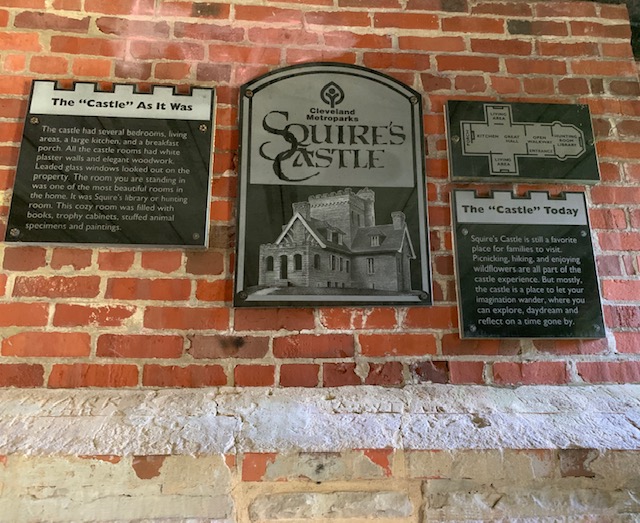 The "Castle" As It Was
The castle had several bedrooms, living
areas, a large kitchen, and a breakfast
porch. All the castle rooms had white
plaster walls and elegant woodwork.
Leaded glass windows looked out on the
property. The room you are standing in
was one of the most beautiful rooms in
the home. It was Squire's library or hunting
room. This cozy room was filled with
books, trophy cabinets, stuffed animal
specimens and paintings.
Cleveland
Metroparks
SQUIRE'S
CASTLE
LIVING
AREA
PORCH
KITCHEN
GREAT
HALL
OPEN
WALKWAY
ENTRANCE
HUNTING
ROOM
LIBRARY
LIVING
AREA
The "Castle" Today
Squire's Castle is still a favorite
place for families to visit.
Picnicking, hiking, and enjoying
wildflowers are all part of the
castle experience. But mostly,
the castle is a place to let your
imagination wander, where you
can explore, daydream and
reflect on a time gone by.